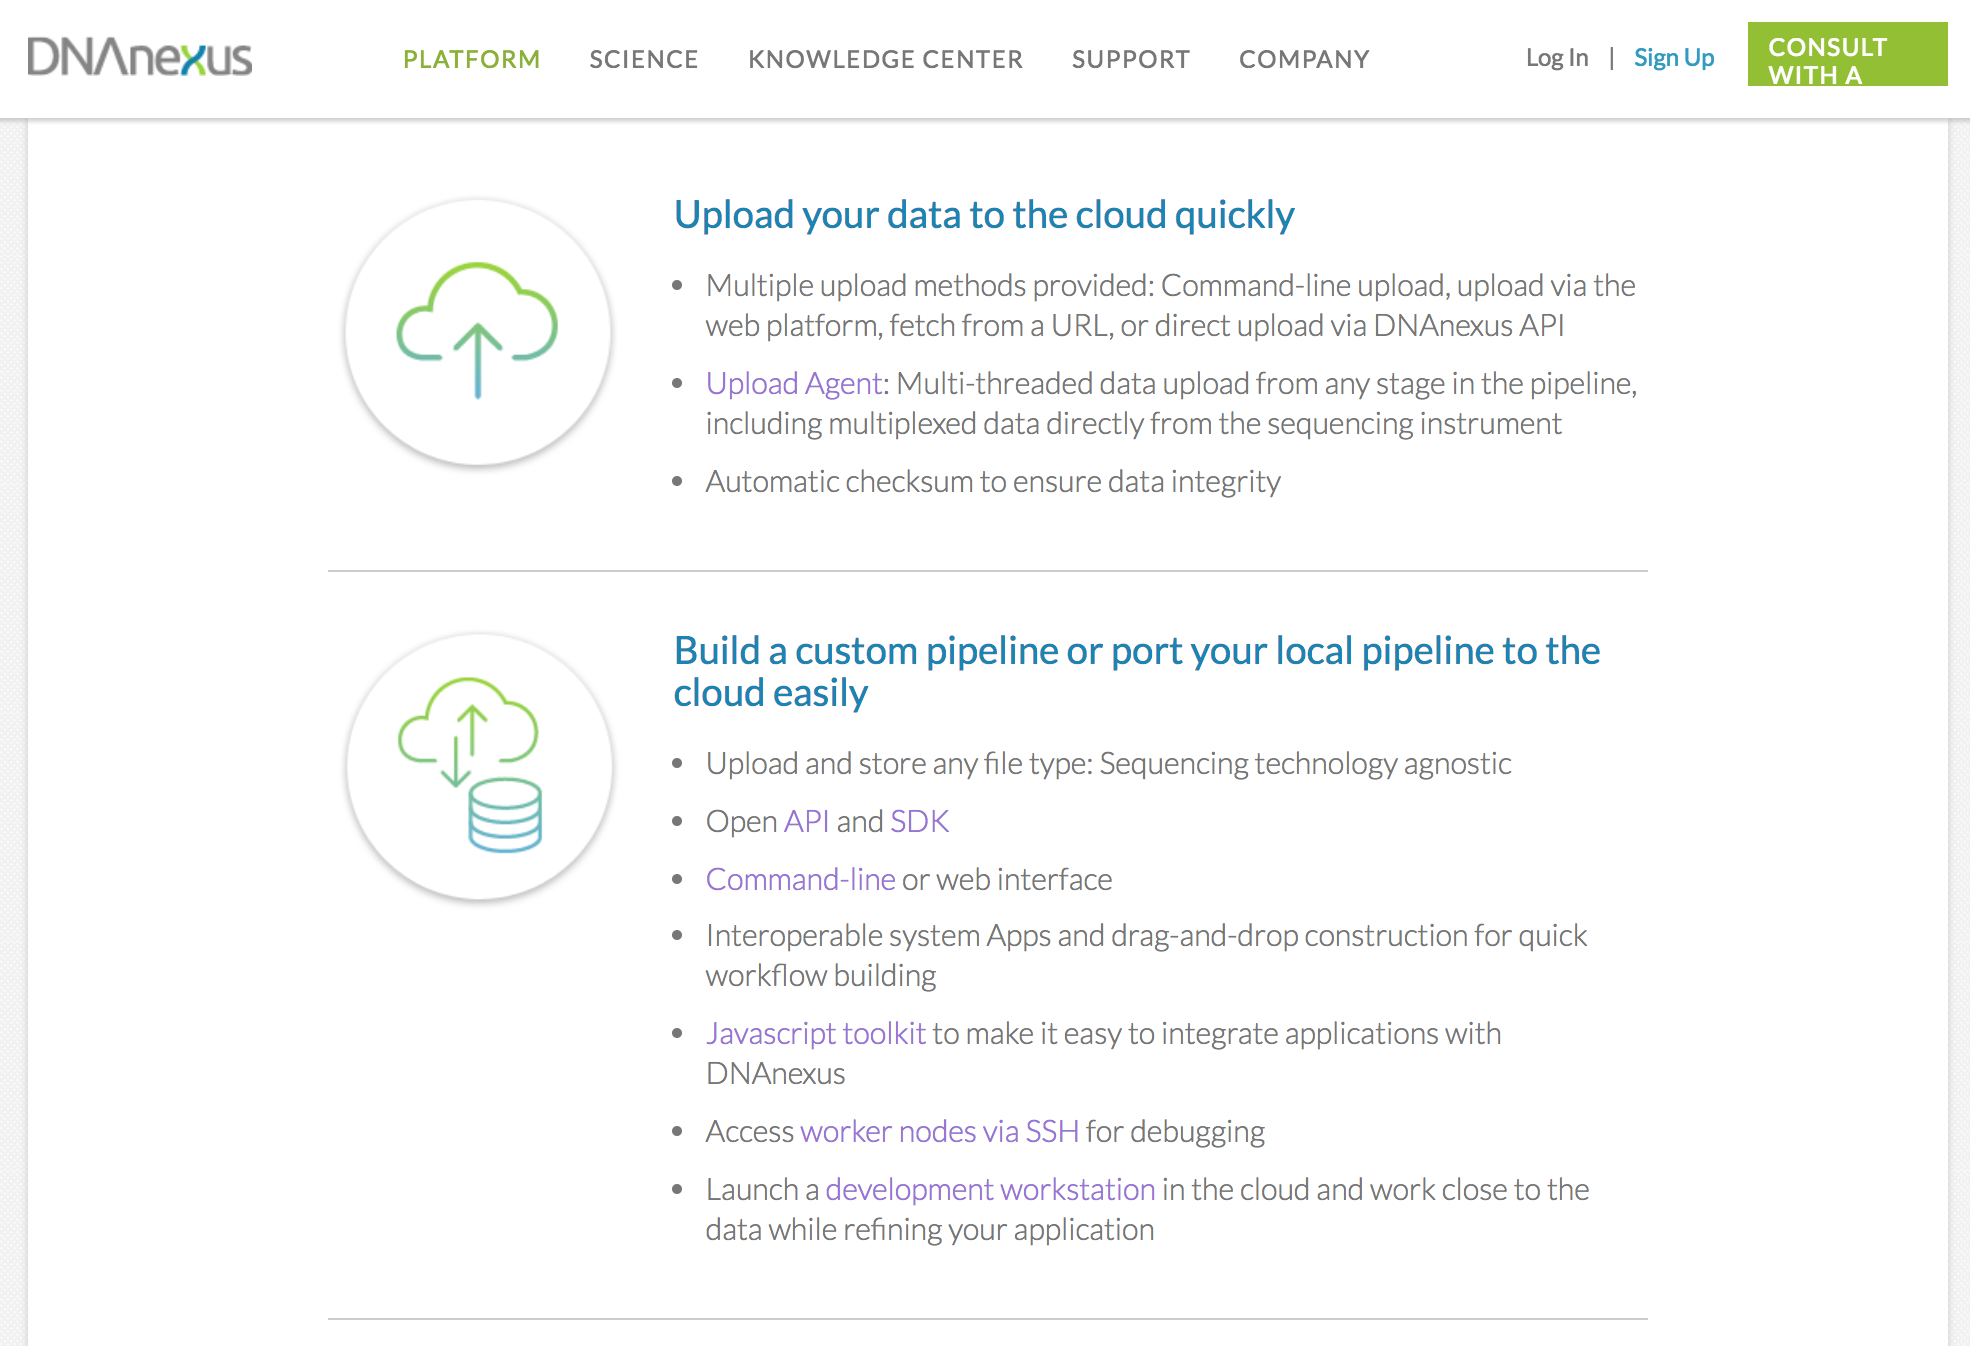 DNAnexus
PLATFORM SCIENCE KNOWLEDGE CENTER SUPPORT COMPANY Log In | Sign Up
CONSULT
WITH A
Upload your data to the cloud quickly
• Multiple upload methods provided: Command-line upload, upload via the
web platform, fetch from a URL, or direct upload via DNAnexus API
• Upload Agent: Multi-threaded data upload from any stage in the pipeline,
including multiplexed data directly from the sequencing instrument
• Automatic checksum to ensure data integrity
Build a custom pipeline or port your local pipeline to the
cloud easily
• Upload and store any file type: Sequencing technology agnostic
• Open API and SDK
• Command-line or web interface
• Interoperable system Apps and drag-and-drop construction for quick
workflow building
• Javascript toolkit to make it easy to integrate applications with
DNAnexus
• Access worker nodes via SSH for debugging
• Launch a development workstation in the cloud and work close to the
data while refining your application